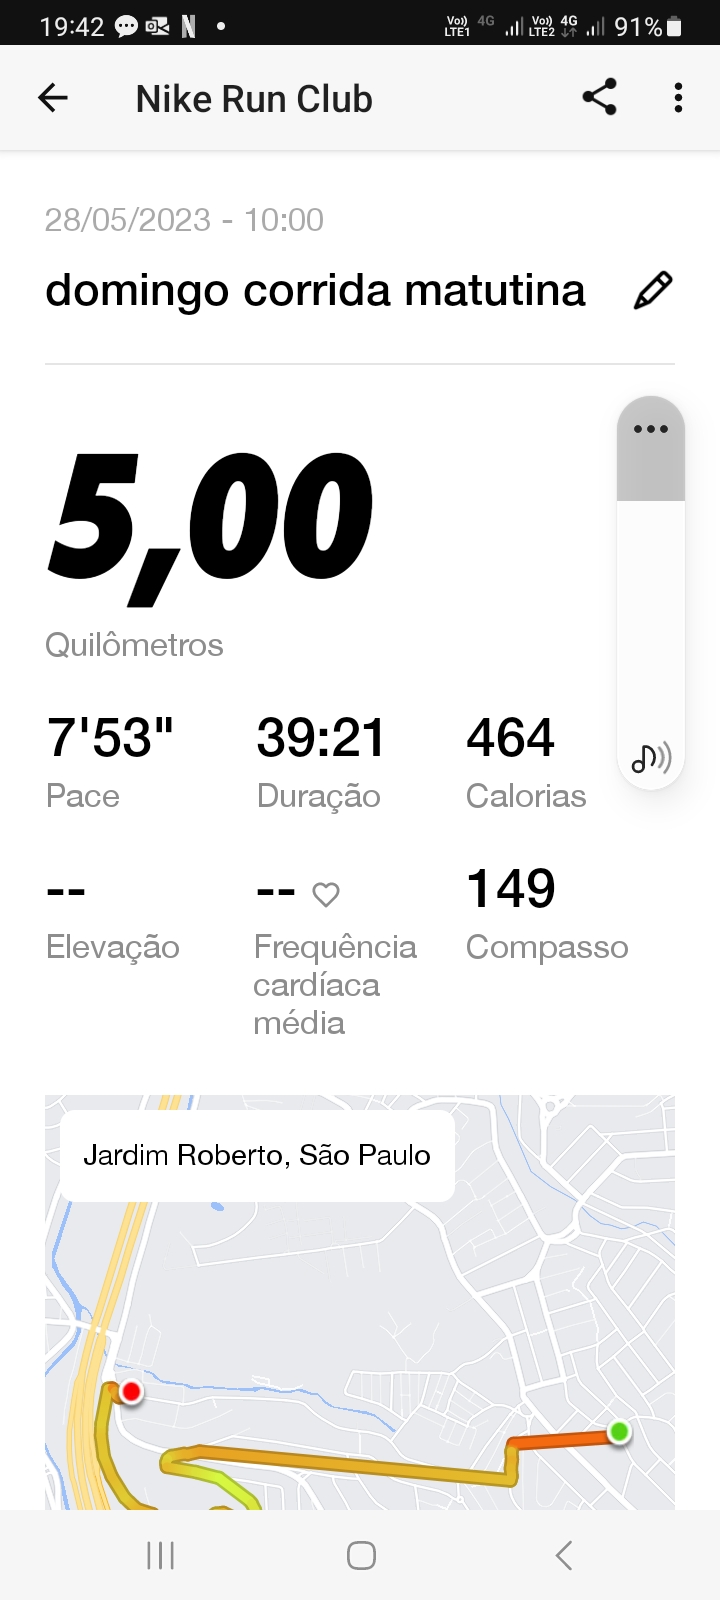 19:42 N Vo)) LTE1 4G Vo)) LTE2 4G 91%
Nike Run Club
28/05/2023 - 10:00
domingo corrida matutina
5,00
Quilômetros
7'53" 39:21 464
Pace Duração Calorias
-- -- 149
Elevação Frequência cardíaca média Compasso
Jardim Roberto, São Paulo